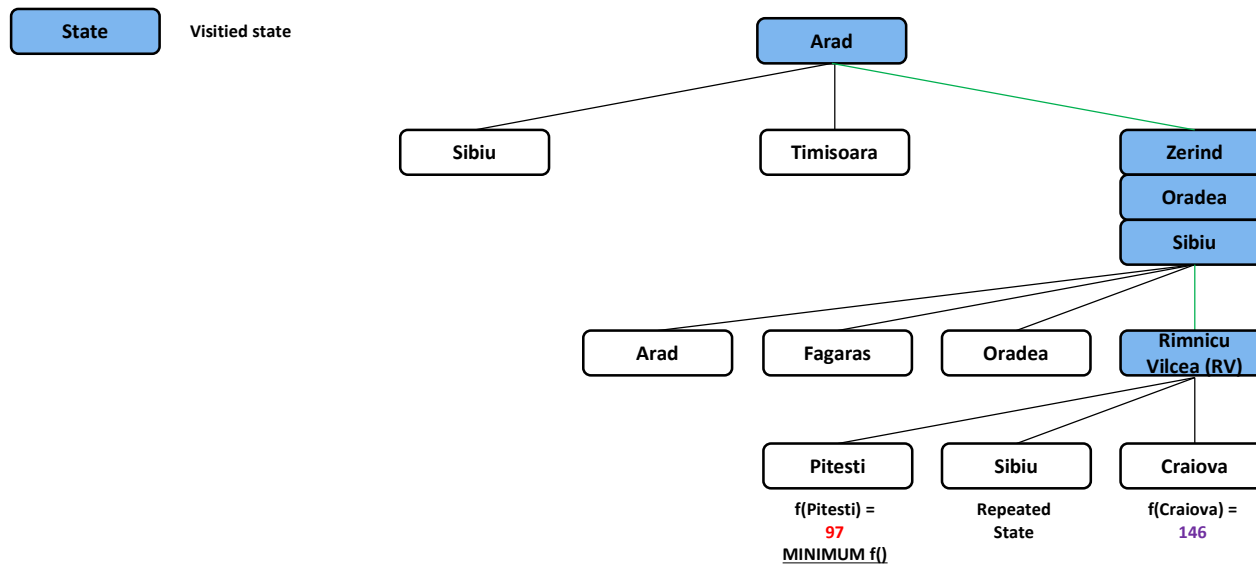 State
Visitied state
Arad
Sibiu
Timisoara
Zerind
Oradea
Sibiu
Arad
Fagaras
Oradea
Rimnicu
Vilcea (RV)
Pitesti
Sibiu
Craiova
f(Pitesti) =
97
MINIMUM f()
Repeated
State
f(Craiova) =
146